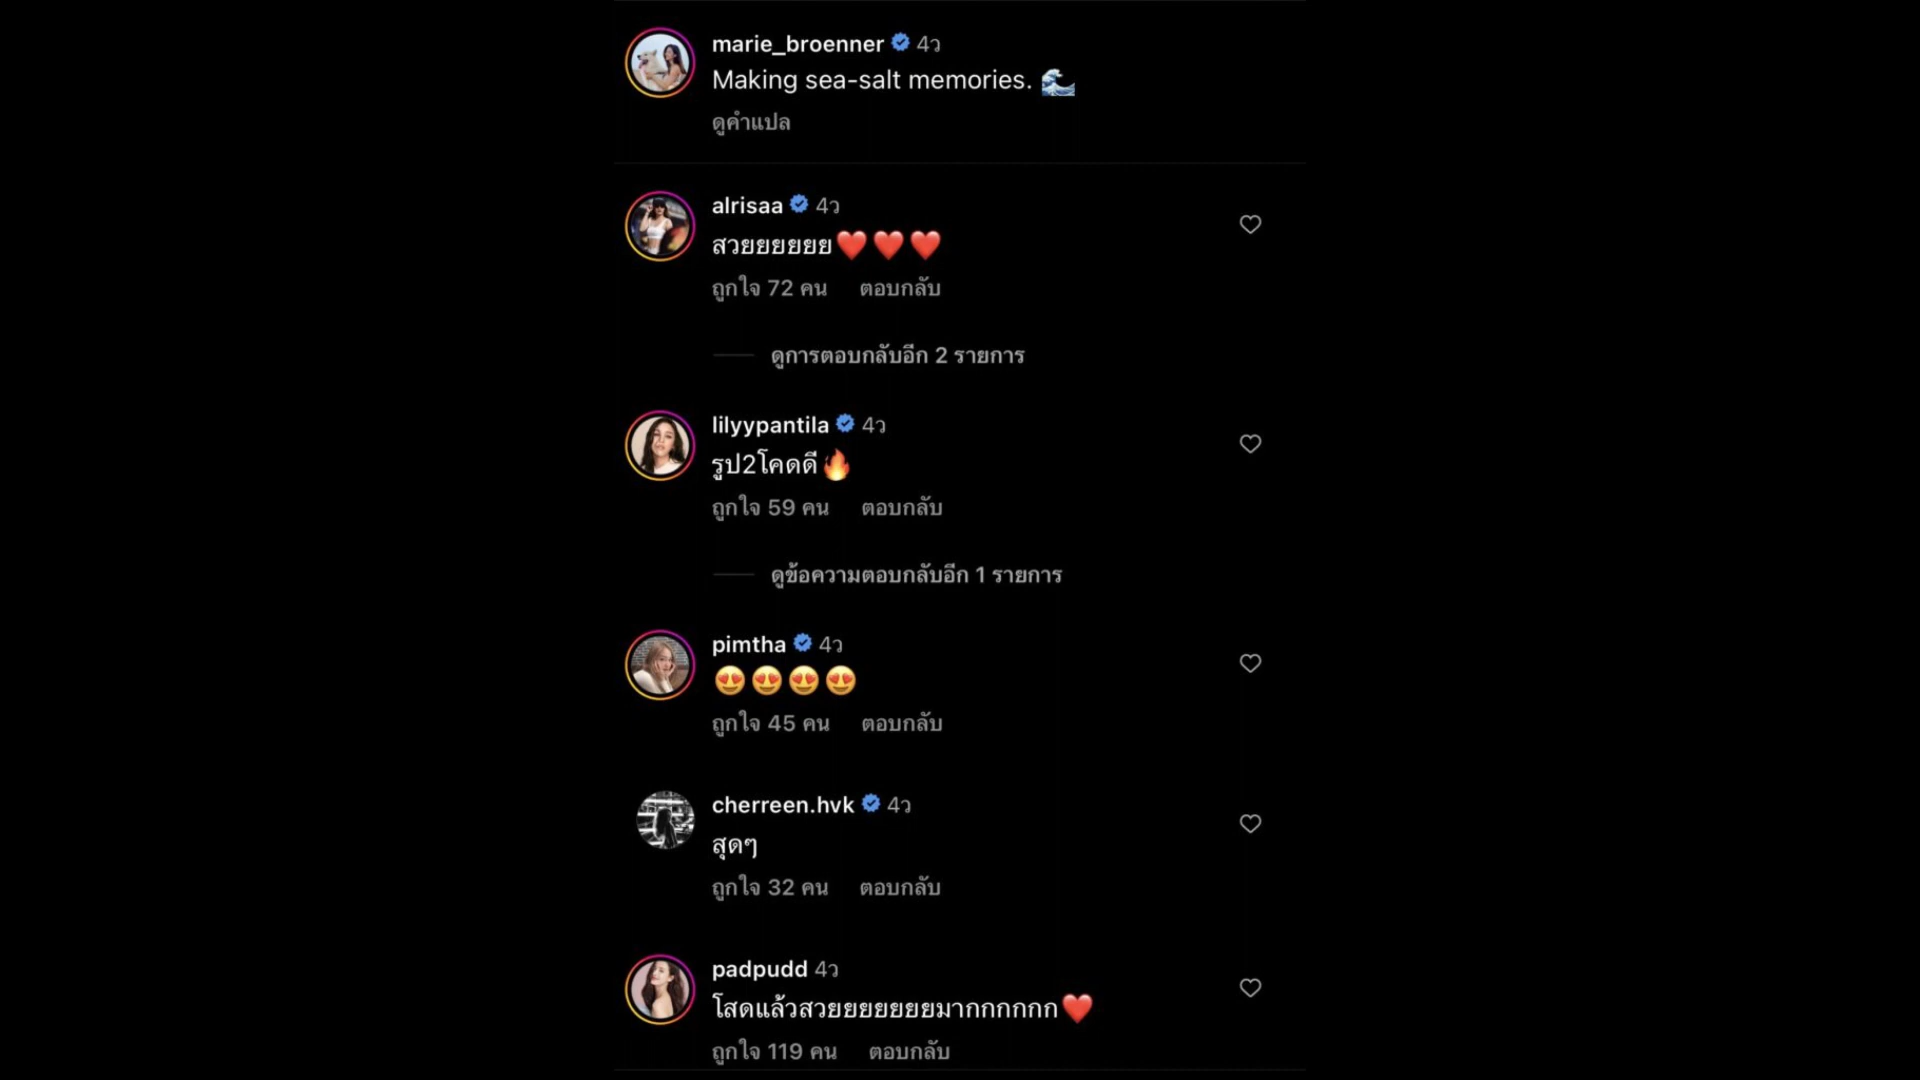 marie_broenner 4ว
Making sea-salt memories. 🌊
ดูคำแปล
alrisaa 4ว
สวยยยยยย❤️❤️❤️
ถูกใจ 72 คน ตอบกลับ
ดูการตอบกลับอีก 2 รายการ
lilyypantila 4ว
รูป2โคดดี🔥
ถูกใจ 59 คน ตอบกลับ
ดูข้อความตอบกลับอีก 1 รายการ
pimtha 4ว
😍😍😍😍
ถูกใจ 45 คน ตอบกลับ
cherreen.hvk 4ว
สุดๆ
ถูกใจ 32 คน ตอบกลับ
padpudd 4ว
โสดแล้วสวยยยยยยยมากกกกกก❤️
ถูกใจ 119 คน ตอบกลับ